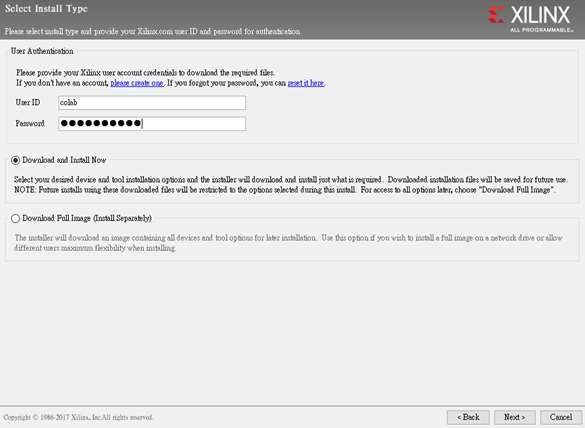 Select Install Type
XILINX
ALL PROGRAMMABLE™
Please select install type and provide your Xilinx.com user ID and password for authentication.
User Authentication
Please provide your Xilinx user account credentials to download the required files.
If you don't have an account, please create one. If you forgot your password, you can reset it here.
User ID colab
Password ●●●●●●●●●●
Download and Install Now
Select your desired device and tool installation options and the installer will download and install just what is required. Downloaded installation files will be saved for future use.
NOTE: Future installs using these downloaded files will be restricted to the options selected during this install. For access to all options later, choose "Download Full Image".
Download Full Image (Install Separately)
The installer will download an image containing all devices and tool options for later installation. Use this option if you wish to install a full image on a network drive or allow
different users maximum flexibility when installing.
Copyright © 1986-2017 Xilinx, Inc.All rights reserved.
< Back Next > Cancel